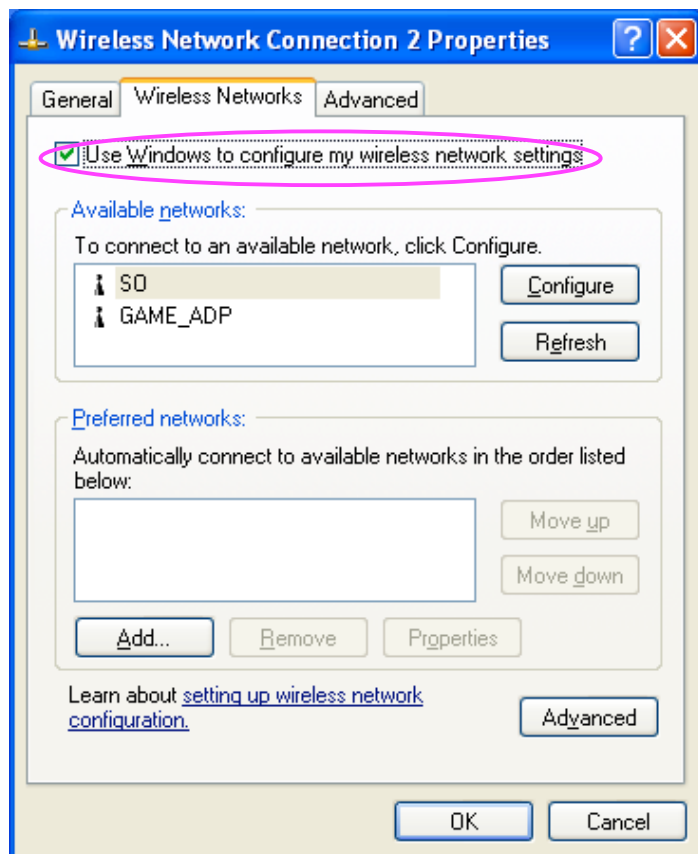 Wireless Network Connection 2 Properties
General Wireless Networks Advanced
Use Windows to configure my wireless network settings
Available networks:
To connect to an available network, click Configure.
SO
GAME_ADP
Configure
Refresh
Preferred networks:
Automatically connect to available networks in the order listed
below:
Move up
Move down
Add... Remove Properties
Learn about setting up wireless network
configuration.
Advanced
OK Cancel